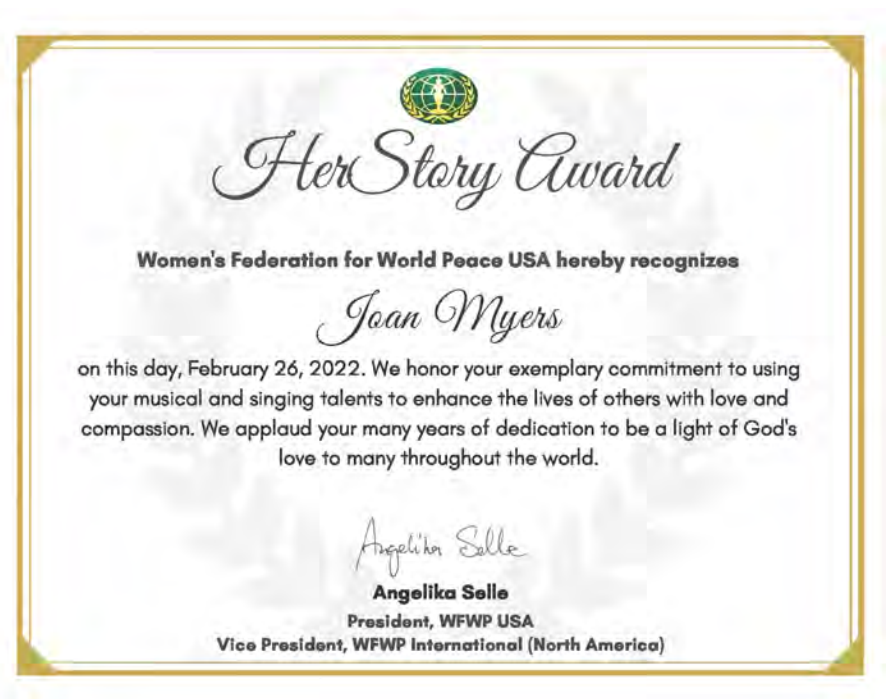 HerStory Award
Women's Federation for World Peace USA hereby recognizes
Joan Myers
on this day, February 26, 2022. We honor your exemplary commitment to using
your musical and singing talents to enhance the lives of others with love and
compassion. We applaud your many years of dedication to be a light of God's
love to many throughout the world.
Angelika Selle
Angelika Selle
President, WFWP USA
Vice President, WFWP International (North America)